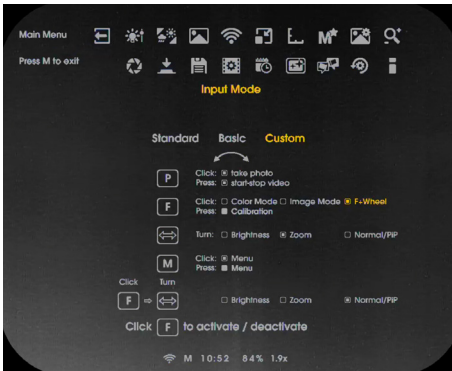 Main Menu
Press M to exit
M
Input Mode
Standard Basic Custom
P
Click: take photo
Press: start-stop video
F
Click: Color Mode Image Mode F+Wheel
Press: Calibration
Turn: Brightness Zoom Normal/PiP
M
Click: Menu
Press: Menu
Click Turn
F Brightness Zoom Normal/PiP
Click F to activate / deactivate
M 10:52 84% 1.9x